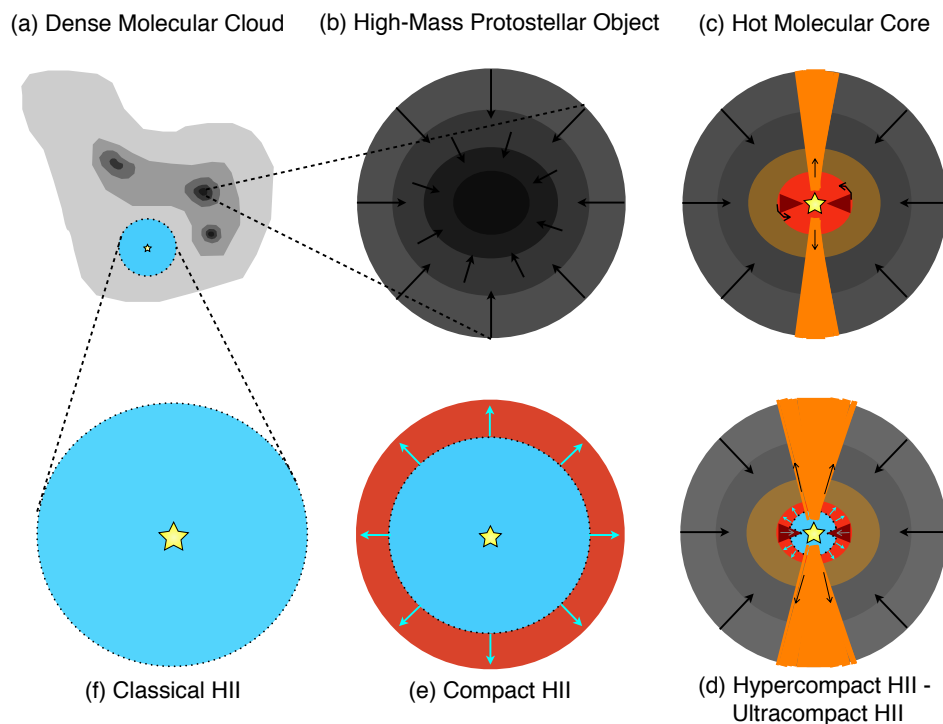 (a) Dense Molecular Cloud
(b) High-Mass Protostellar Object
(c) Hot Molecular Core
(f) Classical HII
(e) Compact HII
(d) Hypercompact HII -
Ultracompact HII